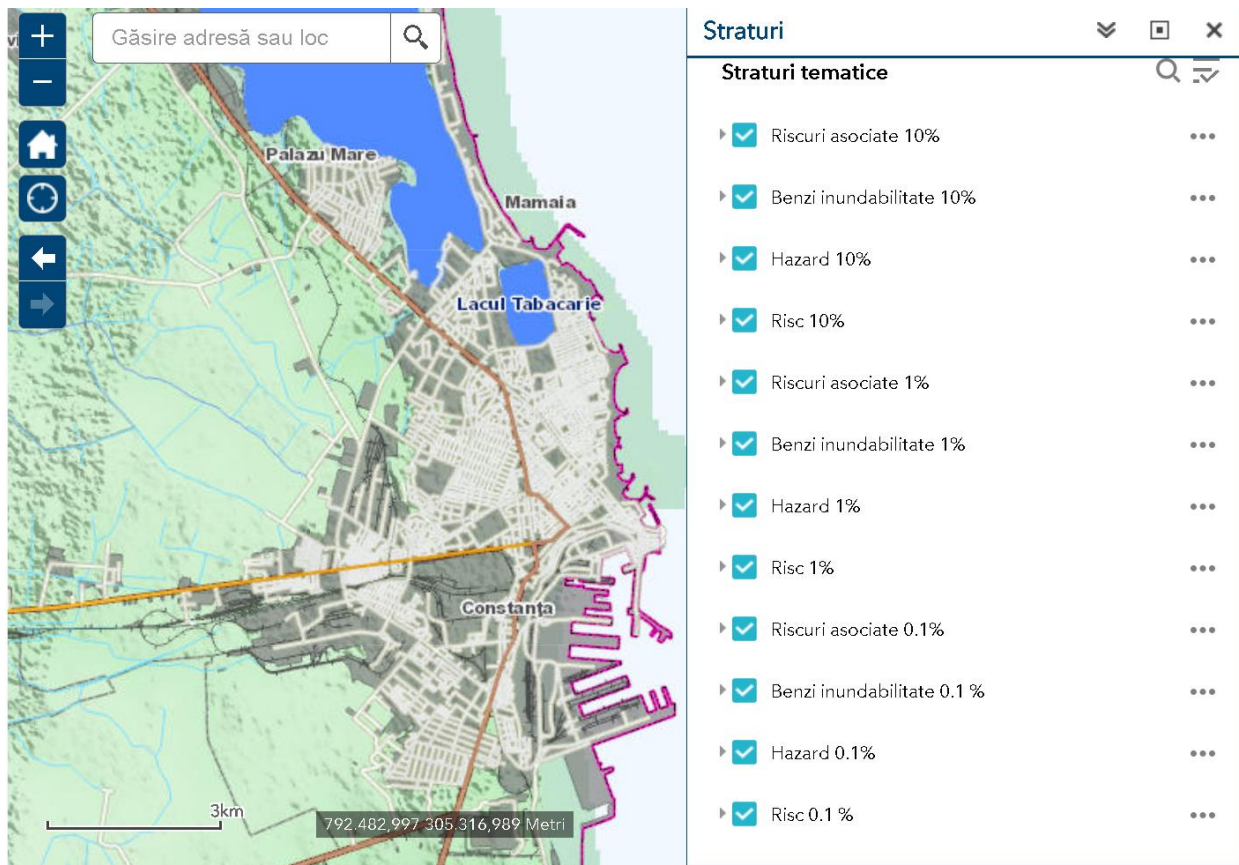 Găsire adresă sau loc
Palazu Mare
Mamaia
Lacul Tabacarie
Constanța
3km
792.482,997 305.316,989 Metri
Straturi
Straturi tematice
Riscuri asociate 10%
Benzi inundabilitate 10%
Hazard 10%
Risc 10%
Riscuri asociate 1%
Benzi inundabilitate 1%
Hazard 1%
Risc 1%
Riscuri asociate 0.1%
Benzi inundabilitate 0.1 %
Hazard 0.1%
Risc 0.1 %